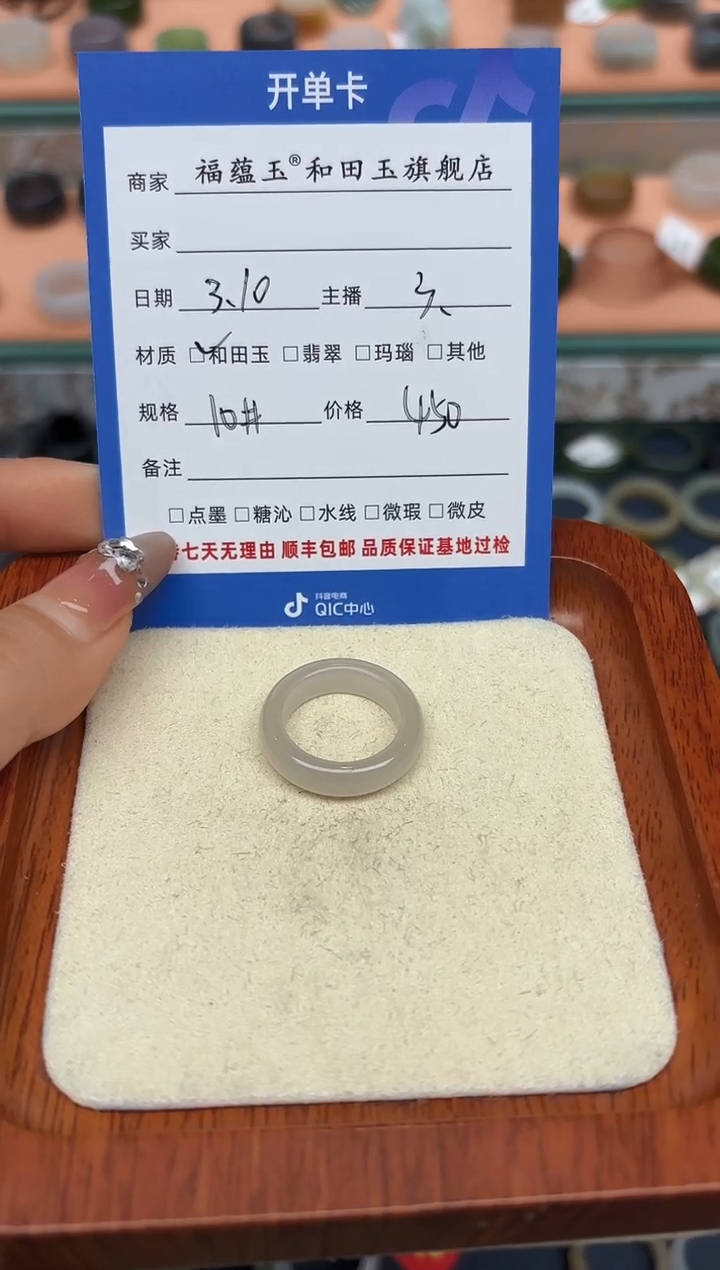 开单卡
商家 福蕴玉®和田玉旗舰店
买家
日期 3.10 主播
材质 ☑和田玉 □翡翠 □玛瑙 □其他
规格 10# 价格 450
备注
□点墨 □糖沁 □水线 □微瑕 □微皮
七天无理由 顺丰包邮 品质保证基地过检
抖音电商
QIC中心